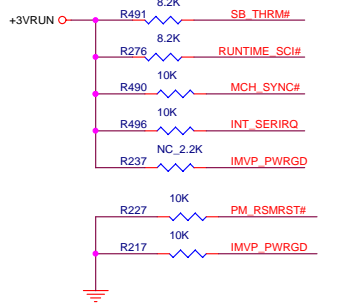 8.2K
+3VRUN R491 SB_THRM#
8.2K
R276 RUNTIME_SCI#
10K
R490 MCH_SYNC#
10K
R496 INT_SERIRQ
NC_2.2K
R237 IMVP_PWRGD
10K
R227 PM_RSMRST#
10K
R217 IMVP_PWRGD